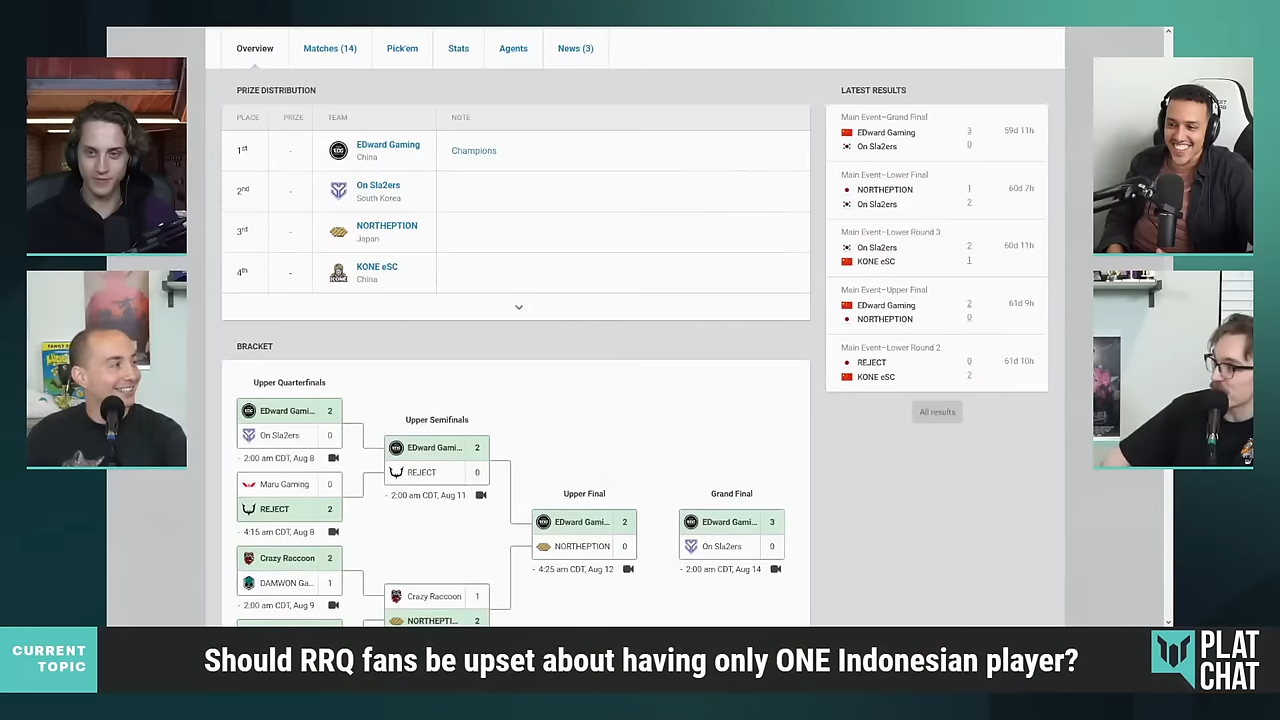 Overview
Matches (14)
Pick'em
Stats
Agents
News (3)
PRIZE DISTRIBUTION
PLACE PRIZE TEAM NOTE
1st - EDward Gaming Champions
China
2nd - On Sla2ers
South Korea
3rd - NORTHEPTION
Japan
4th - KONE eSC
China
LATEST RESULTS
Main Event–Grand Final
EDward Gaming 3 59d 11h
On Sla2ers 0
Main Event–Lower Final
NORTHEPTION 1 60d 7h
On Sla2ers 2
Main Event–Lower Round 3
On Sla2ers 2 60d 11h
KONE eSC 1
Main Event–Upper Final
EDward Gaming 2 61d 9h
NORTHEPTION 0
Main Event–Lower Round 2
REJECT 0 61d 10h
KONE eSC 2
All results
BRACKET
Upper Quarterfinals
EDward Gami... 2
On Sla2ers 0
- 2:00 am CDT, Aug 8
Maru Gaming 0
REJECT 2
- 4:15 am CDT, Aug 8
Crazy Raccoon 2
DAMWON Ga... 1
- 2:00 am CDT, Aug 9
Upper Semifinals
EDward Gami... 2
REJECT 0
- 2:00 am CDT, Aug 11
Crazy Raccoon 1
NORTHEPTI... 2
Upper Final
EDward Gami... 2
NORTHEPTION 0
- 4:25 am CDT, Aug 12
Grand Final
EDward Gami... 3
On Sla2ers 0
- 2:00 am CDT, Aug 14
CURRENT
TOPIC
Should RRQ fans be upset about having only ONE Indonesian player?
PLAT
CHAT